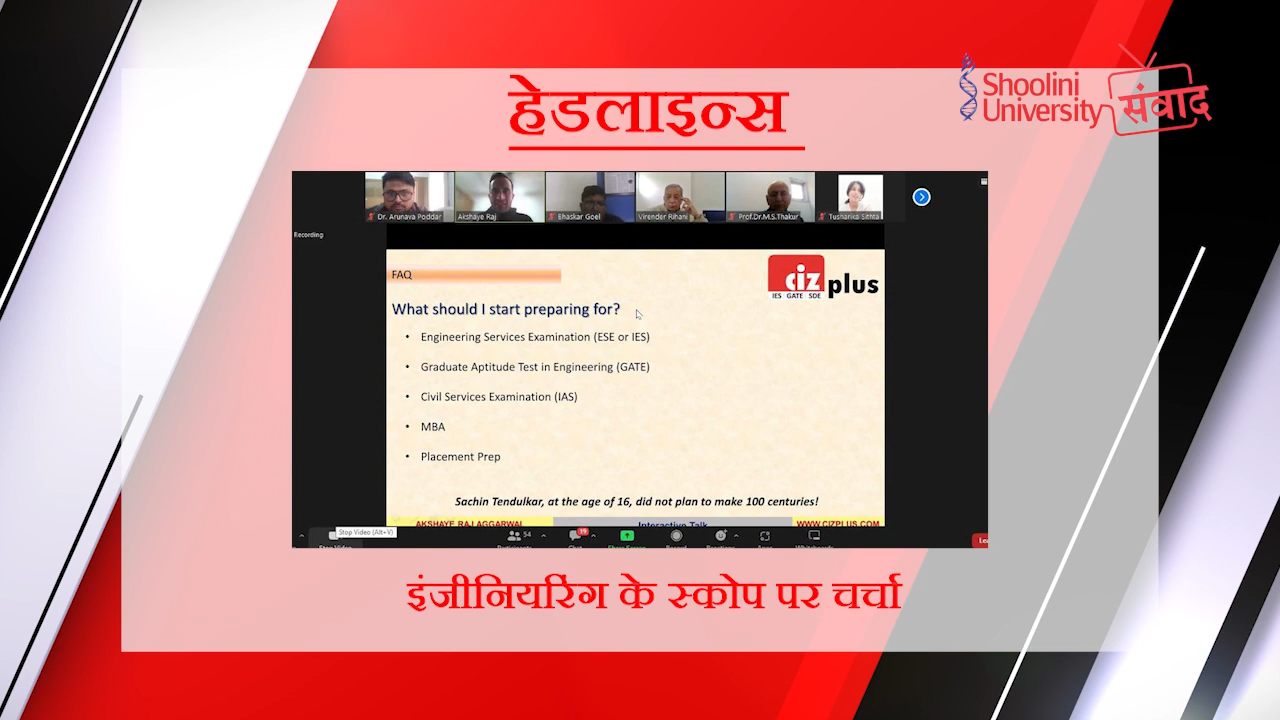 हेडलाइन्स
Shoolini
University
संवाद
Dr. Arunava Poddar
Akshaye Raj
Bhaskar Goel
Virender Rihani
Prof.Dr.M.S.Thakur
Tusharika Sithta
Recording
FAQ
ciz plus
IES GATE SDE
What should I start preparing for?
• Engineering Services Examination (ESE or IES)
• Graduate Aptitude Test in Engineering (GATE)
• Civil Services Examination (IAS)
• MBA
• Placement Prep
Sachin Tendulkar, at the age of 16, did not plan to make 100 centuries!
AKSHAYE RAJ AGGARWAL
Interactive Talk
WWW.CIZPLUS.COM
Stop Video (Alt+V)
54
19
इंजीनियरिंग के स्कोप पर चर्चा